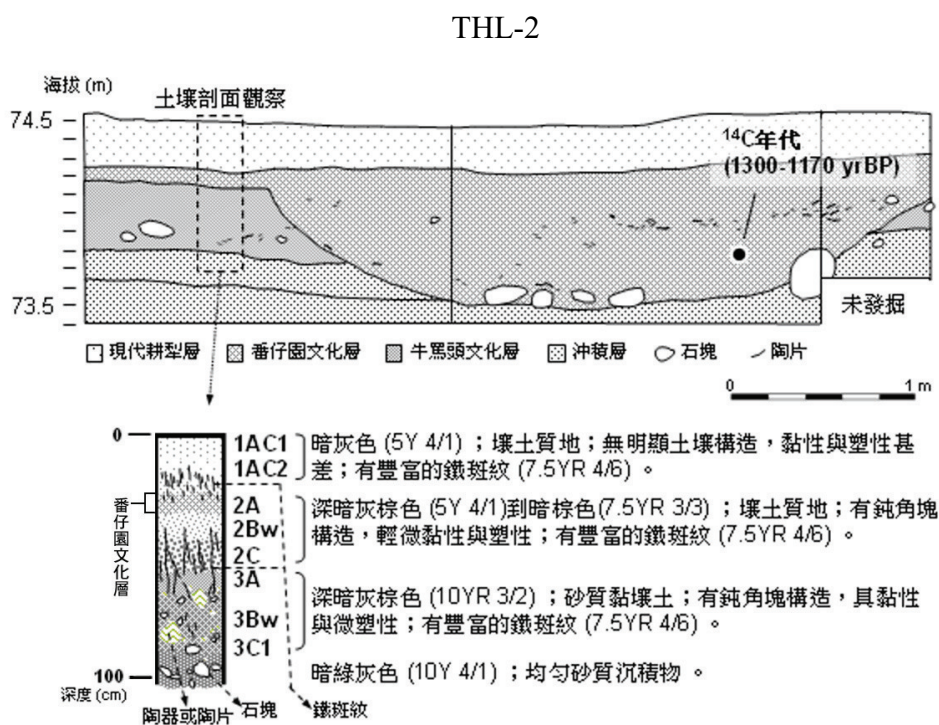 THL-2
海拔 (m)
土壤剖面觀察
74.5
14C年代
(1300-1170 yrBP)
73.5
未發掘
現代耕犁層
番仔園文化層
牛罵頭文化層
沖積層
石塊
陶片
0 1 m
0
1AC1
1AC2
暗灰色 (5Y 4/1) ；壤土質地；無明顯土壤構造，黏性與塑性甚
差；有豐富的鐵斑紋 (7.5YR 4/6) 。
番仔園文化層
2A
2Bw
2C
深暗灰棕色 (5Y 4/1)到暗棕色(7.5YR 3/3) ；壤土質地；有鈍角塊
構造，輕微黏性與塑性；有豐富的鐵斑紋 (7.5YR 4/6) 。
3A
3Bw
3C1
深暗灰棕色 (10YR 3/2) ；砂質黏壤土；有鈍角塊構造，具黏性
與微塑性；有豐富的鐵斑紋 (7.5YR 4/6) 。
100
深度 (cm)
暗綠灰色 (10Y 4/1) ；均勻砂質沉積物。
陶器或陶片
石塊
鐵斑紋